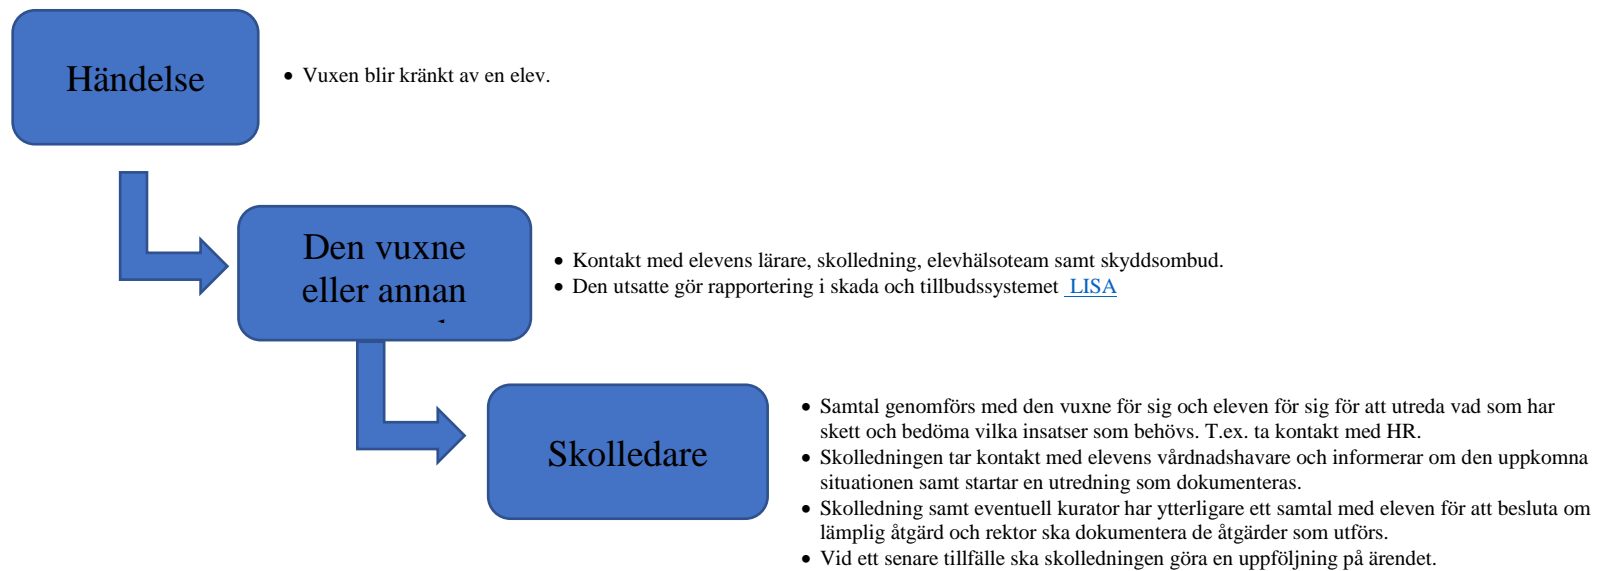 Händelse
• Vuxen blir kränkt av en elev.
Den vuxne
eller annan
• Kontakt med elevens lärare, skolledning, elevhälsoteam samt skyddsombud.
• Den utsatte gör rapportering i skada och tillbudssystemet LISA
Skolledare
• Samtal genomförs med den vuxne för sig och eleven för sig för att utreda vad som har
skett och bedöma vilka insatser som behövs. T.ex. ta kontakt med HR.
• Skolledningen tar kontakt med elevens vårdnadshavare och informerar om den uppkomna
situationen samt startar en utredning som dokumenteras.
• Skolledning samt eventuell kurator har ytterligare ett samtal med eleven för att besluta om
lämplig åtgärd och rektor ska dokumentera de åtgärder som utförs.
• Vid ett senare tillfälle ska skolledningen göra en uppföljning på ärendet.